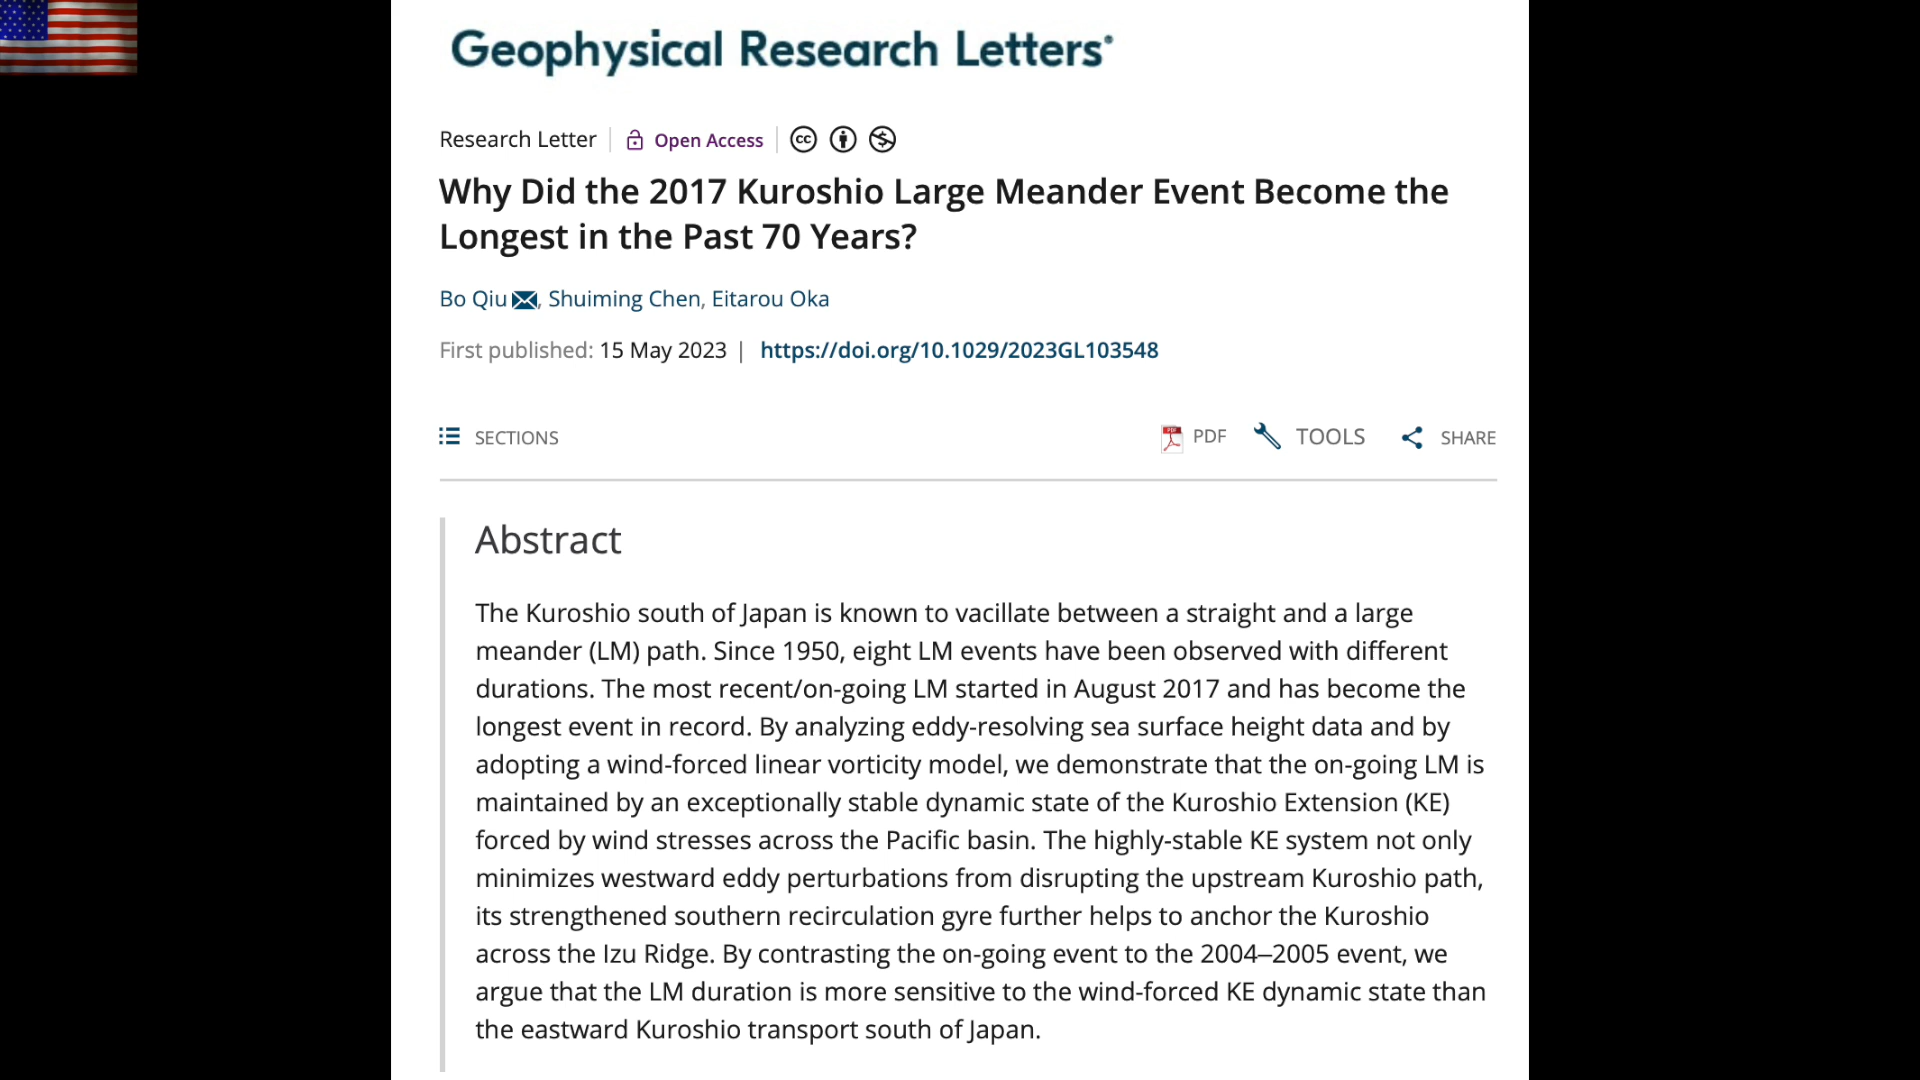 Geophysical Research Letters®
Research Letter | Open Access | cc
Why Did the 2017 Kuroshio Large Meander Event Become the
Longest in the Past 70 Years?
Bo Qiu, Shuiming Chen, Eitarou Oka
First published: 15 May 2023 | https://doi.org/10.1029/2023GL103548
SECTIONS PDF TOOLS SHARE
Abstract
The Kuroshio south of Japan is known to vacillate between a straight and a large
meander (LM) path. Since 1950, eight LM events have been observed with different
durations. The most recent/on-going LM started in August 2017 and has become the
longest event in record. By analyzing eddy-resolving sea surface height data and by
adopting a wind-forced linear vorticity model, we demonstrate that the on-going LM is
maintained by an exceptionally stable dynamic state of the Kuroshio Extension (KE)
forced by wind stresses across the Pacific basin. The highly-stable KE system not only
minimizes westward eddy perturbations from disrupting the upstream Kuroshio path,
its strengthened southern recirculation gyre further helps to anchor the Kuroshio
across the Izu Ridge. By contrasting the on-going event to the 2004–2005 event, we
argue that the LM duration is more sensitive to the wind-forced KE dynamic state than
the eastward Kuroshio transport south of Japan.